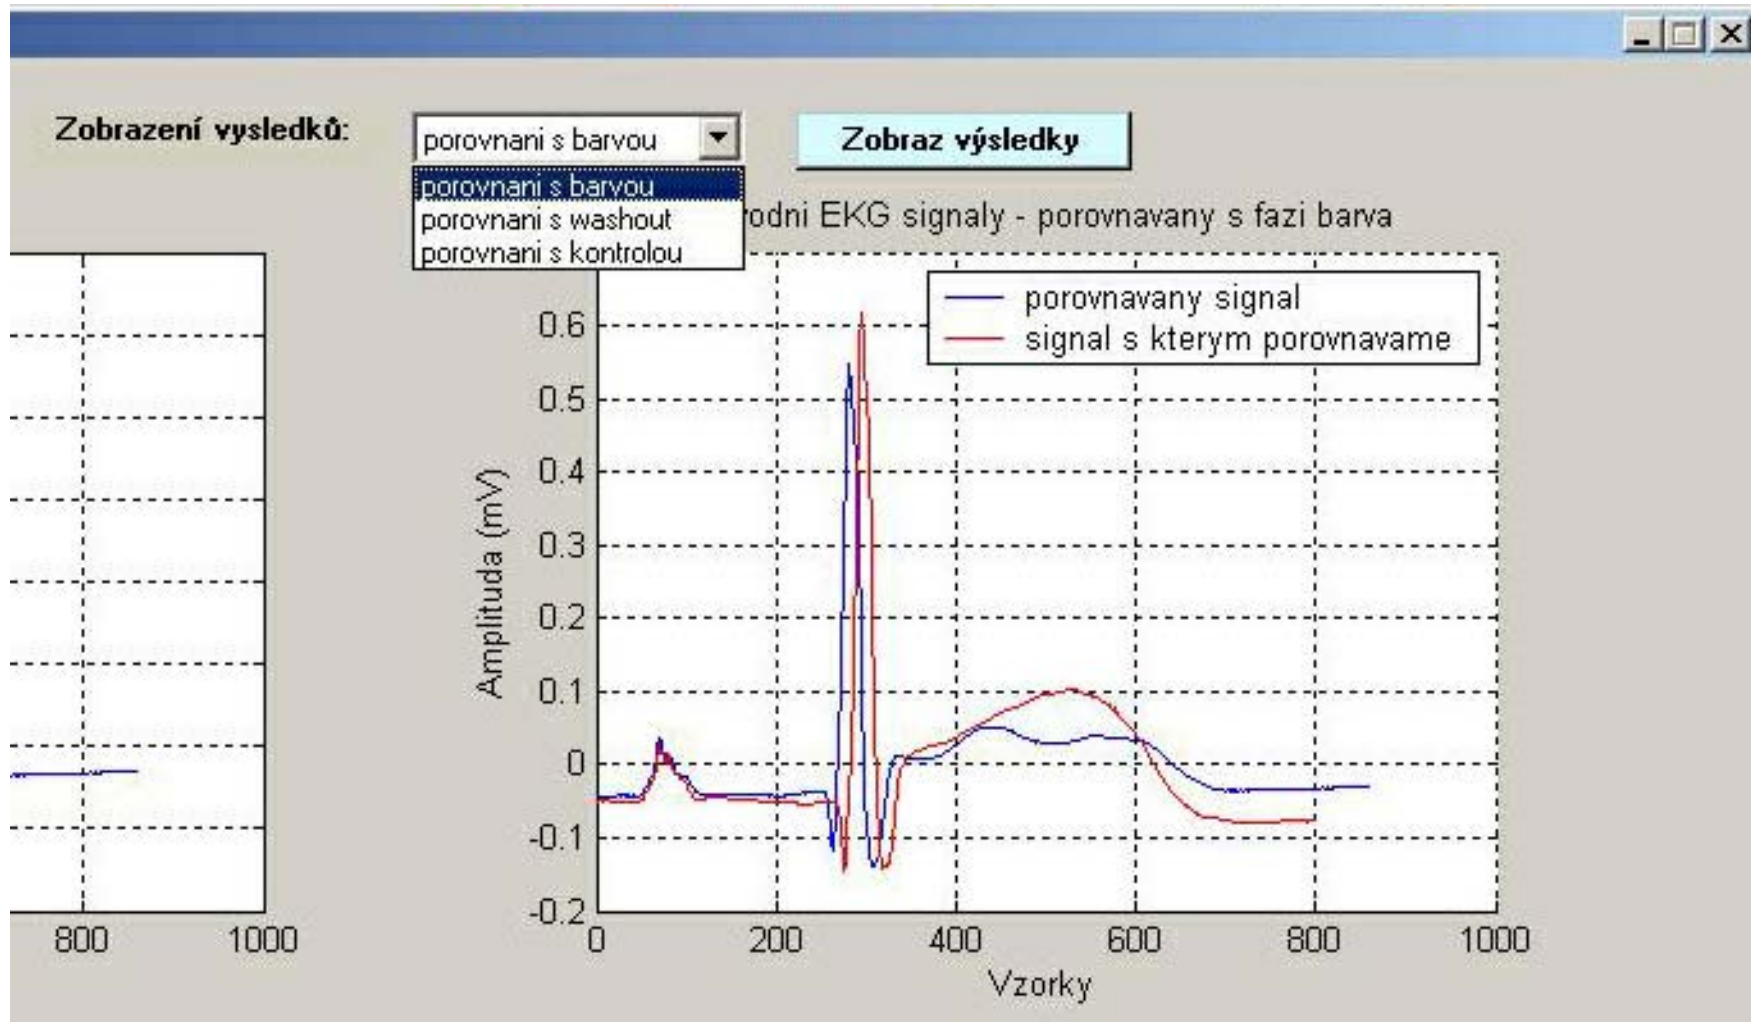 Zobrazení vysledků:
porovnani s barvou
Zobraz výsledky
porovnani s barvou
porovnani s washout
porovnani s kontrolou
EKG signaly - porovnavany s fazi barva
porovnavany signal
signal s kterym porovnavame
Amplituda (mV)
0.6
0.5
0.4
0.3
0.2
0.1
0
-0.1
-0.2
800
1000
0
200
400
600
800
1000
Vzorky